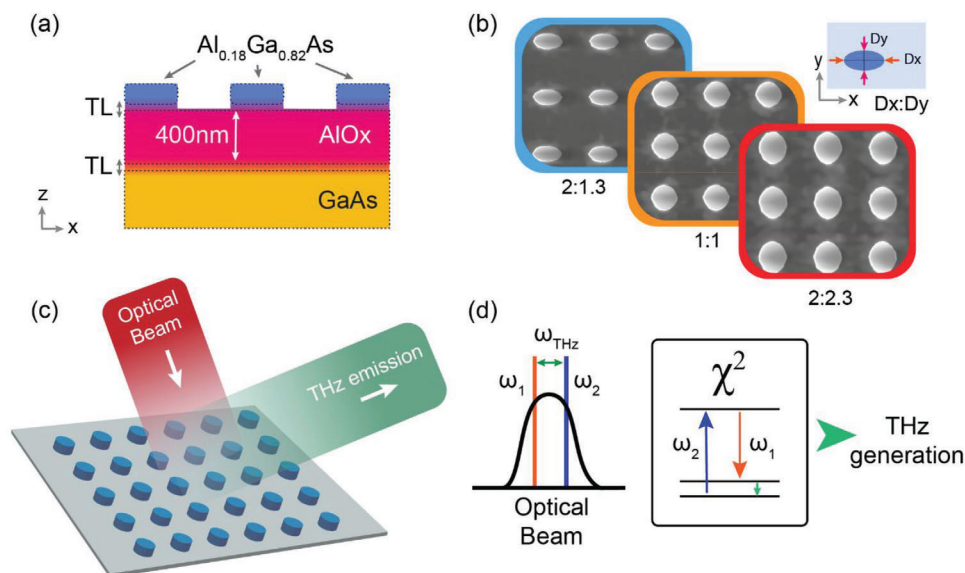 (a)
Al0.18Ga0.82As
TL
400nm
AlOx
TL
GaAs
z
x
(b)
2:1.3
1:1
2:2.3
Dy
Dx
y
x
Dx:Dy
(c)
Optical
Beam
THz emission
(d)
ωTHz
ω1
ω2
Optical
Beam
χ2
ω2
ω1
THz
generation